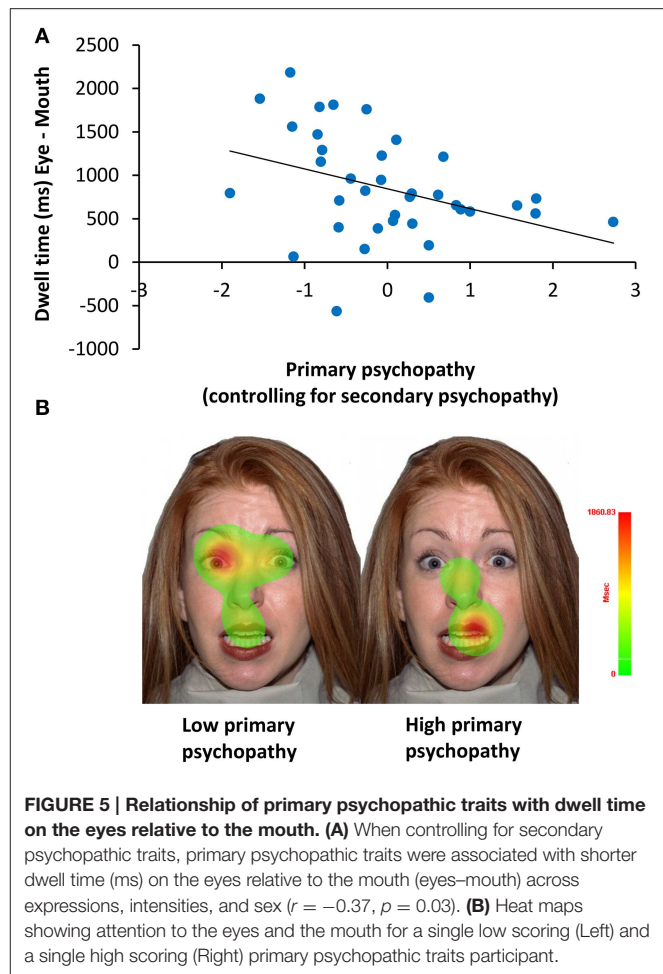 A
2500
2000
1500
1000
500
0
-500
-1000
-3
-2
-1
0
1
2
3
Dwell time (ms) Eye - Mouth
Primary psychopathy
(controlling for secondary psychopathy)
B
1860.83
Msec
0
Low primary
psychopathy
High primary
psychopathy
FIGURE 5 | Relationship of primary psychopathic traits with dwell time
on the eyes relative to the mouth. (A) When controlling for secondary
psychopathic traits, primary psychopathic traits were associated with shorter
dwell time (ms) on the eyes relative to the mouth (eyes–mouth) across
expressions, intensities, and sex (r = −0.37, p = 0.03). (B) Heat maps
showing attention to the eyes and the mouth for a single low scoring (Left) and
a single high scoring (Right) primary psychopathic traits participant.